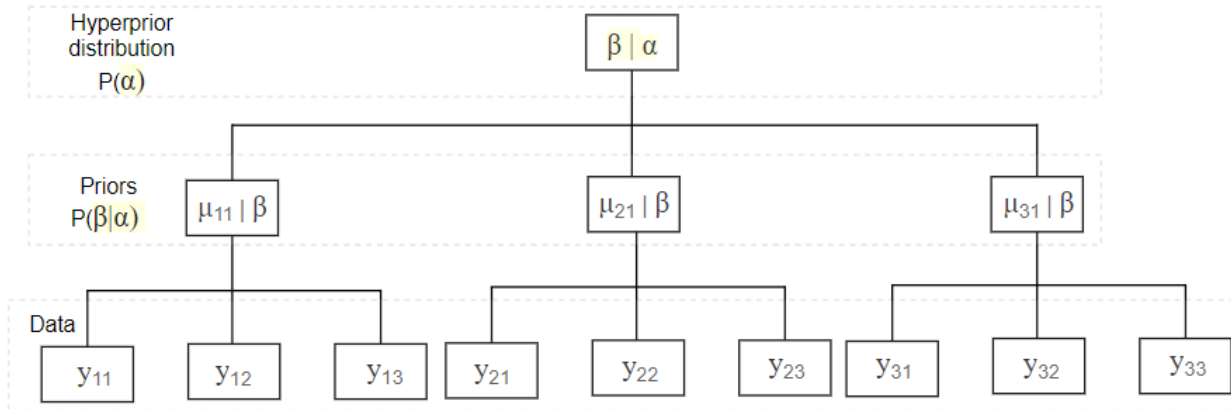 Hyperprior
distribution
P(α)
β | α
Priors
P(β|α)
μ₁₁ | β
μ₂₁ | β
μ₃₁ | β
Data
y₁₁
y₁₂
y₁₃
y₂₁
y₂₂
y₂₃
y₃₁
y₃₂
y₃₃